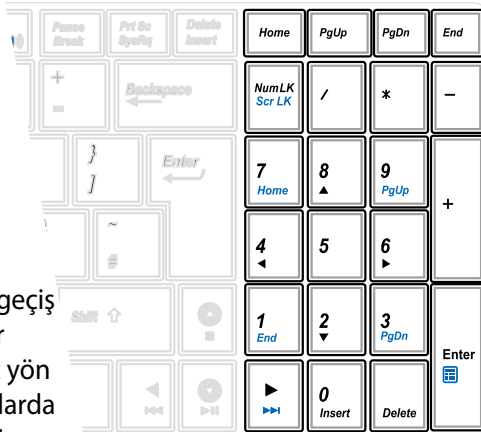 Pause Prt Sc Delete Home PgUp PgDn End
Break SysRq Insert
+ Backspace NumLK / * −
− Scr LK
} Enter 7 8 9 +
] Home ▲ PgUp
~ 4 5 6
# ◀ ▶
geçiş Shift ⇧ 1 2 3 Enter
End ▼ PgDn
yön
larda 0
Insert Delete